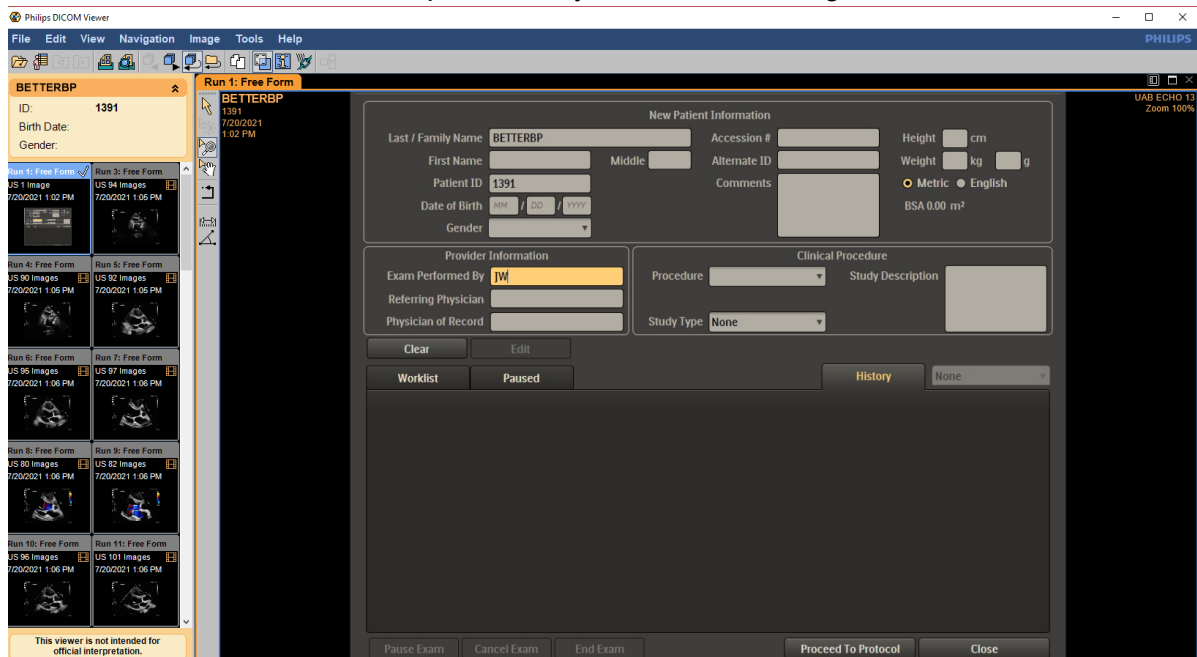 Philips DICOM Viewer
File Edit View Navigation Image Tools Help
PHILIPS
BETTERBP
ID: 1391
Birth Date:
Gender:
Run 1: Free Form
US 1 Image
7/20/2021 1:02 PM
Run 3: Free Form
US 94 Images
7/20/2021 1:05 PM
Run 4: Free Form
US 90 Images
7/20/2021 1:05 PM
Run 5: Free Form
US 92 Images
7/20/2021 1:05 PM
Run 6: Free Form
US 95 Images
7/20/2021 1:06 PM
Run 7: Free Form
US 97 Images
7/20/2021 1:06 PM
Run 8: Free Form
US 80 Images
7/20/2021 1:06 PM
Run 9: Free Form
US 82 Images
7/20/2021 1:06 PM
Run 10: Free Form
US 96 Images
7/20/2021 1:06 PM
Run 11: Free Form
US 101 Images
7/20/2021 1:06 PM
This viewer is not intended for
official interpretation.
Run 1: Free Form
BETTERBP
1391
7/20/2021
1:02 PM
UAB ECHO 13
Zoom 100%
New Patient Information
Last / Family Name BETTERBP Accession # Height cm
First Name Middle Alternate ID Weight kg g
Patient ID 1391 Comments Metric English
Date of Birth MM / DD / YYYY BSA 0.00 m²
Gender
Provider Information
Exam Performed By JW
Referring Physician
Physician of Record
Clinical Procedure
Procedure Study Description
Study Type None
Clear Edit
Worklist Paused History None
Pause Exam Cancel Exam End Exam Proceed To Protocol Close